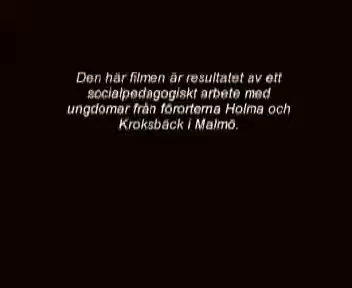 Den här filmen är resultatet av ett
socialpedagogiskt arbete med
ungdomar från förorterna Holma och
Kroksbäck i Malmö.